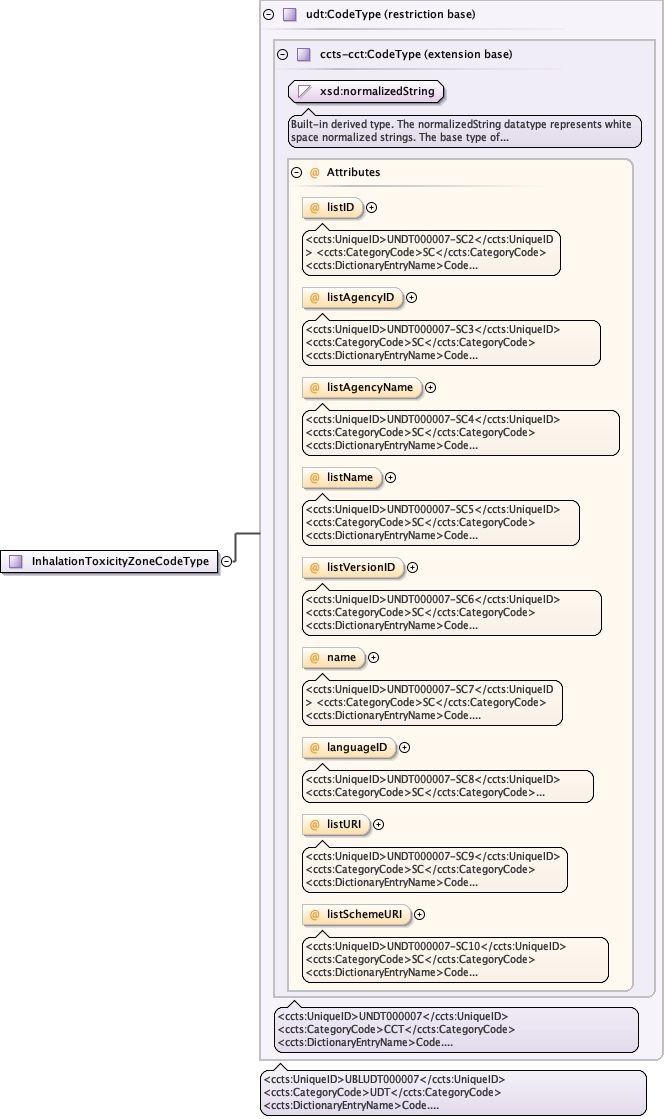 udt:CodeType (restriction base)
ccts-cct:CodeType (extension base)
xsd:normalizedString
Built-in derived type. The normalizedString datatype represents white
space normalized strings. The base type of...
@ Attributes
@ listID
<ccts:UniqueID>UNDT000007-SC2</ccts:UniqueID
> <ccts:CategoryCode>SC</ccts:CategoryCode>
<ccts:DictionaryEntryName>Code...
@ listAgencyID
<ccts:UniqueID>UNDT000007-SC3</ccts:UniqueID>
<ccts:CategoryCode>SC</ccts:CategoryCode>
<ccts:DictionaryEntryName>Code...
@ listAgencyName
<ccts:UniqueID>UNDT000007-SC4</ccts:UniqueID>
<ccts:CategoryCode>SC</ccts:CategoryCode>
<ccts:DictionaryEntryName>Code...
@ listName
<ccts:UniqueID>UNDT000007-SC5</ccts:UniqueID>
<ccts:CategoryCode>SC</ccts:CategoryCode>
<ccts:DictionaryEntryName>Code...
InhalationToxicityZoneCodeType
@ listVersionID
<ccts:UniqueID>UNDT000007-SC6</ccts:UniqueID>
<ccts:CategoryCode>SC</ccts:CategoryCode>
<ccts:DictionaryEntryName>Code...
@ name
<ccts:UniqueID>UNDT000007-SC7</ccts:UniqueID
> <ccts:CategoryCode>SC</ccts:CategoryCode>
<ccts:DictionaryEntryName>Code....
@ languageID
<ccts:UniqueID>UNDT000007-SC8</ccts:UniqueID>
<ccts:CategoryCode>SC</ccts:CategoryCode>...
@ listURI
<ccts:UniqueID>UNDT000007-SC9</ccts:UniqueID>
<ccts:CategoryCode>SC</ccts:CategoryCode>
<ccts:DictionaryEntryName>Code...
@ listSchemeURI
<ccts:UniqueID>UNDT000007-SC10</ccts:UniqueID>
<ccts:CategoryCode>SC</ccts:CategoryCode>
<ccts:DictionaryEntryName>Code...
<ccts:UniqueID>UNDT000007</ccts:UniqueID>
<ccts:CategoryCode>CCT</ccts:CategoryCode>
<ccts:DictionaryEntryName>Code....
<ccts:UniqueID>UBLUDT000007</ccts:UniqueID>
<ccts:CategoryCode>UDT</ccts:CategoryCode>
<ccts:DictionaryEntryName>Code....